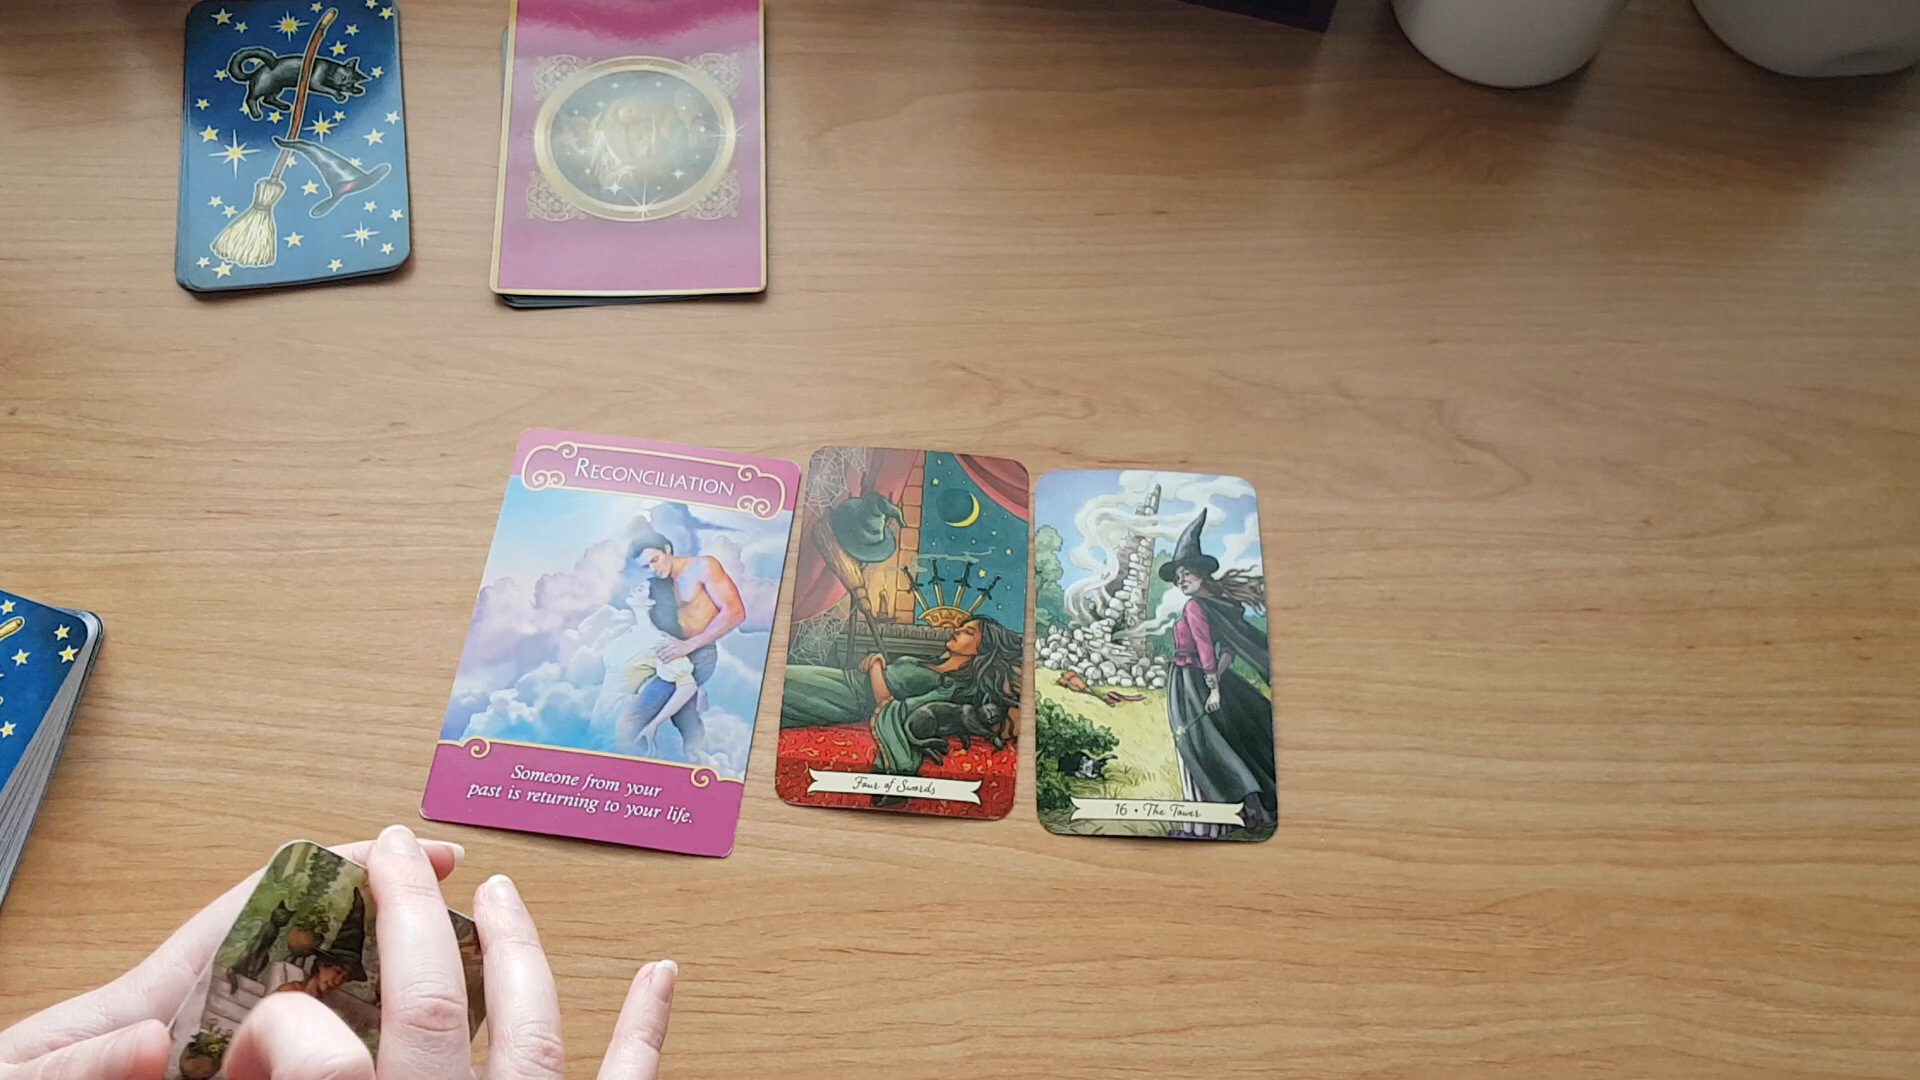 RECONCILIATION
Someone from your
past is returning to your life.
Four of Swords
16 • The Tower